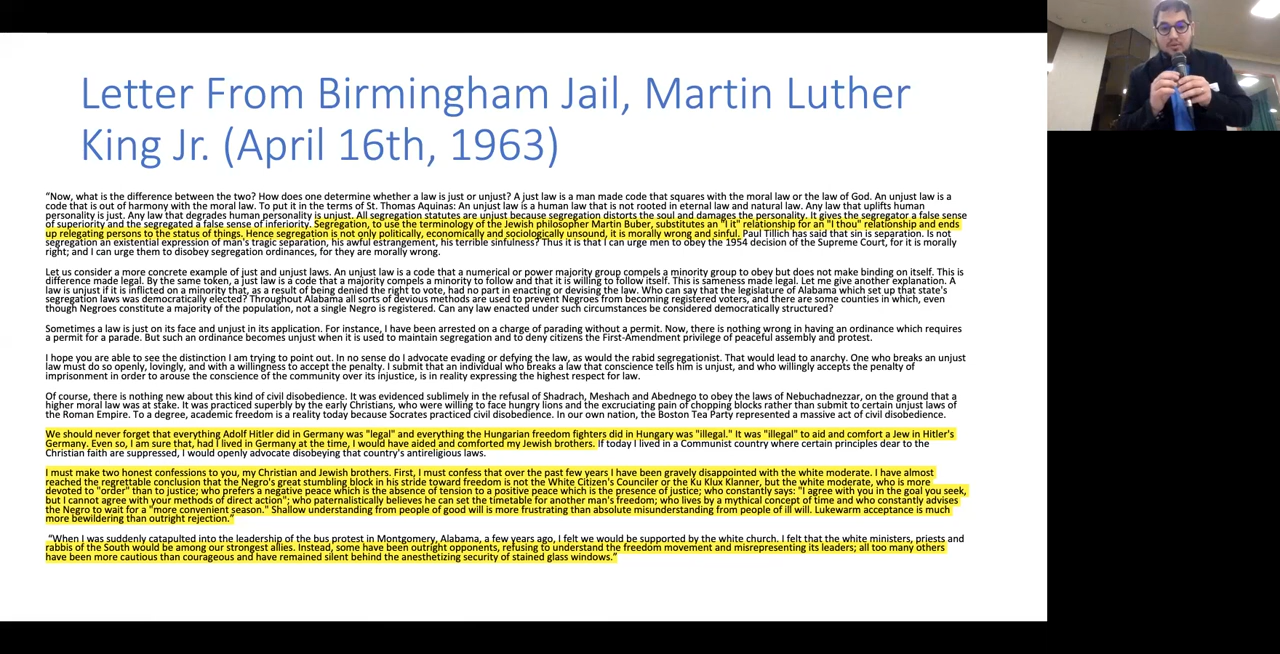 Letter From Birmingham Jail, Martin Luther
King Jr. (April 16th, 1963)
“Now, what is the difference between the two? How does one determine whether a law is just or unjust? A just law is a man made code that squares with the moral law or the law of God. An unjust law is a
code that is out of harmony with the moral law. To put it in the terms of St. Thomas Aquinas: An unjust law is a human law that is not rooted in eternal law and natural law. Any law that uplifts human
personality is just. Any law that degrades human personality is unjust. All segregation statutes are unjust because segregation distorts the soul and damages the personality. It gives the segregator a false sense
of superiority and the segregated a false sense of inferiority. Segregation, to use the terminology of the Jewish philosopher Martin Buber, substitutes an "I it" relationship for an "I thou" relationship and ends
up relegating persons to the status of things. Hence segregation is not only politically, economically and sociologically unsound, it is morally wrong and sinful. Paul Tillich has said that sin is separation. Is not
segregation an existential expression of man's tragic separation, his awful estrangement, his terrible sinfulness? Thus it is that I can urge men to obey the 1954 decision of the Supreme Court, for it is morally
right; and I can urge them to disobey segregation ordinances, for they are morally wrong.
Let us consider a more concrete example of just and unjust laws. An unjust law is a code that a numerical or power majority group compels a minority group to obey but does not make binding on itself. This is
difference made legal. By the same token, a just law is a code that a majority compels a minority to follow and that it is willing to follow itself. This is sameness made legal. Let me give another explanation. A
law is unjust if it is inflicted on a minority that, as a result of being denied the right to vote, had no part in enacting or devising the law. Who can say that the legislature of Alabama which set up that state's
segregation laws was democratically elected? Throughout Alabama all sorts of devious methods are used to prevent Negroes from becoming registered voters, and there are some counties in which, even
though Negroes constitute a majority of the population, not a single Negro is registered. Can any law enacted under such circumstances be considered democratically structured?
Sometimes a law is just on its face and unjust in its application. For instance, I have been arrested on a charge of parading without a permit. Now, there is nothing wrong in having an ordinance which requires
a permit for a parade. But such an ordinance becomes unjust when it is used to maintain segregation and to deny citizens the First-Amendment privilege of peaceful assembly and protest.
I hope you are able to see the distinction I am trying to point out. In no sense do I advocate evading or defying the law, as would the rabid segregationist. That would lead to anarchy. One who breaks an unjust
law must do so openly, lovingly, and with a willingness to accept the penalty. I submit that an individual who breaks a law that conscience tells him is unjust, and who willingly accepts the penalty of
imprisonment in order to arouse the conscience of the community over its injustice, is in reality expressing the highest respect for law.
Of course, there is nothing new about this kind of civil disobedience. It was evidenced sublimely in the refusal of Shadrach, Meshach and Abednego to obey the laws of Nebuchadnezzar, on the ground that a
higher moral law was at stake. It was practiced superbly by the early Christians, who were willing to face hungry lions and the excruciating pain of chopping blocks rather than submit to certain unjust laws of
the Roman Empire. To a degree, academic freedom is a reality today because Socrates practiced civil disobedience. In our own nation, the Boston Tea Party represented a massive act of civil disobedience.
We should never forget that everything Adolf Hitler did in Germany was "legal" and everything the Hungarian freedom fighters did in Hungary was "illegal." It was "illegal" to aid and comfort a Jew in Hitler's
Germany. Even so, I am sure that, had I lived in Germany at the time, I would have aided and comforted my Jewish brothers. If today I lived in a Communist country where certain principles dear to the
Christian faith are suppressed, I would openly advocate disobeying that country's antireligious laws.
I must make two honest confessions to you, my Christian and Jewish brothers. First, I must confess that over the past few years I have been gravely disappointed with the white moderate. I have almost
reached the regrettable conclusion that the Negro's great stumbling block in his stride toward freedom is not the White Citizen's Counciler or the Ku Klux Klanner, but the white moderate, who is more
devoted to "order" than to justice; who prefers a negative peace which is the absence of tension to a positive peace which is the presence of justice; who constantly says: "I agree with you in the goal you seek,
but I cannot agree with your methods of direct action"; who paternalistically believes he can set the timetable for another man's freedom; who lives by a mythical concept of time and who constantly advises
the Negro to wait for a "more convenient season." Shallow understanding from people of good will is more frustrating than absolute misunderstanding from people of ill will. Lukewarm acceptance is much
more bewildering than outright rejection.”
“When I was suddenly catapulted into the leadership of the bus protest in Montgomery, Alabama, a few years ago, I felt we would be supported by the white church. I felt that the white ministers, priests and
rabbis of the South would be among our strongest allies. Instead, some have been outright opponents, refusing to understand the freedom movement and misrepresenting its leaders; all too many others
have been more cautious than courageous and have remained silent behind the anesthetizing security of stained glass windows.”